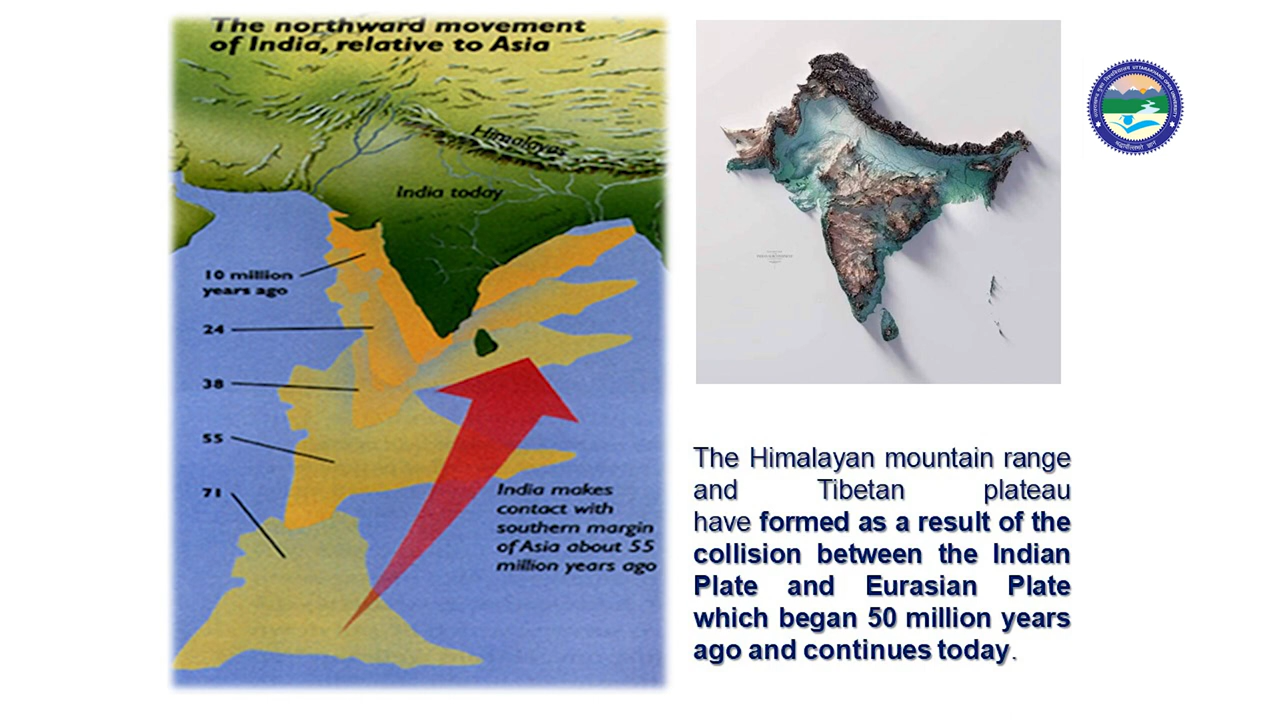 The northward movement
of India, relative to Asia
Himalayas
India today
10 million
years ago
24
38
55
71
India makes
contact with
southern margin
of Asia about 55
million years ago
The Himalayan mountain range
and Tibetan plateau
have formed as a result of the
collision between the Indian
Plate and Eurasian Plate
which began 50 million years
ago and continues today.
UTTARAKHAND OPEN UNIVERSITY